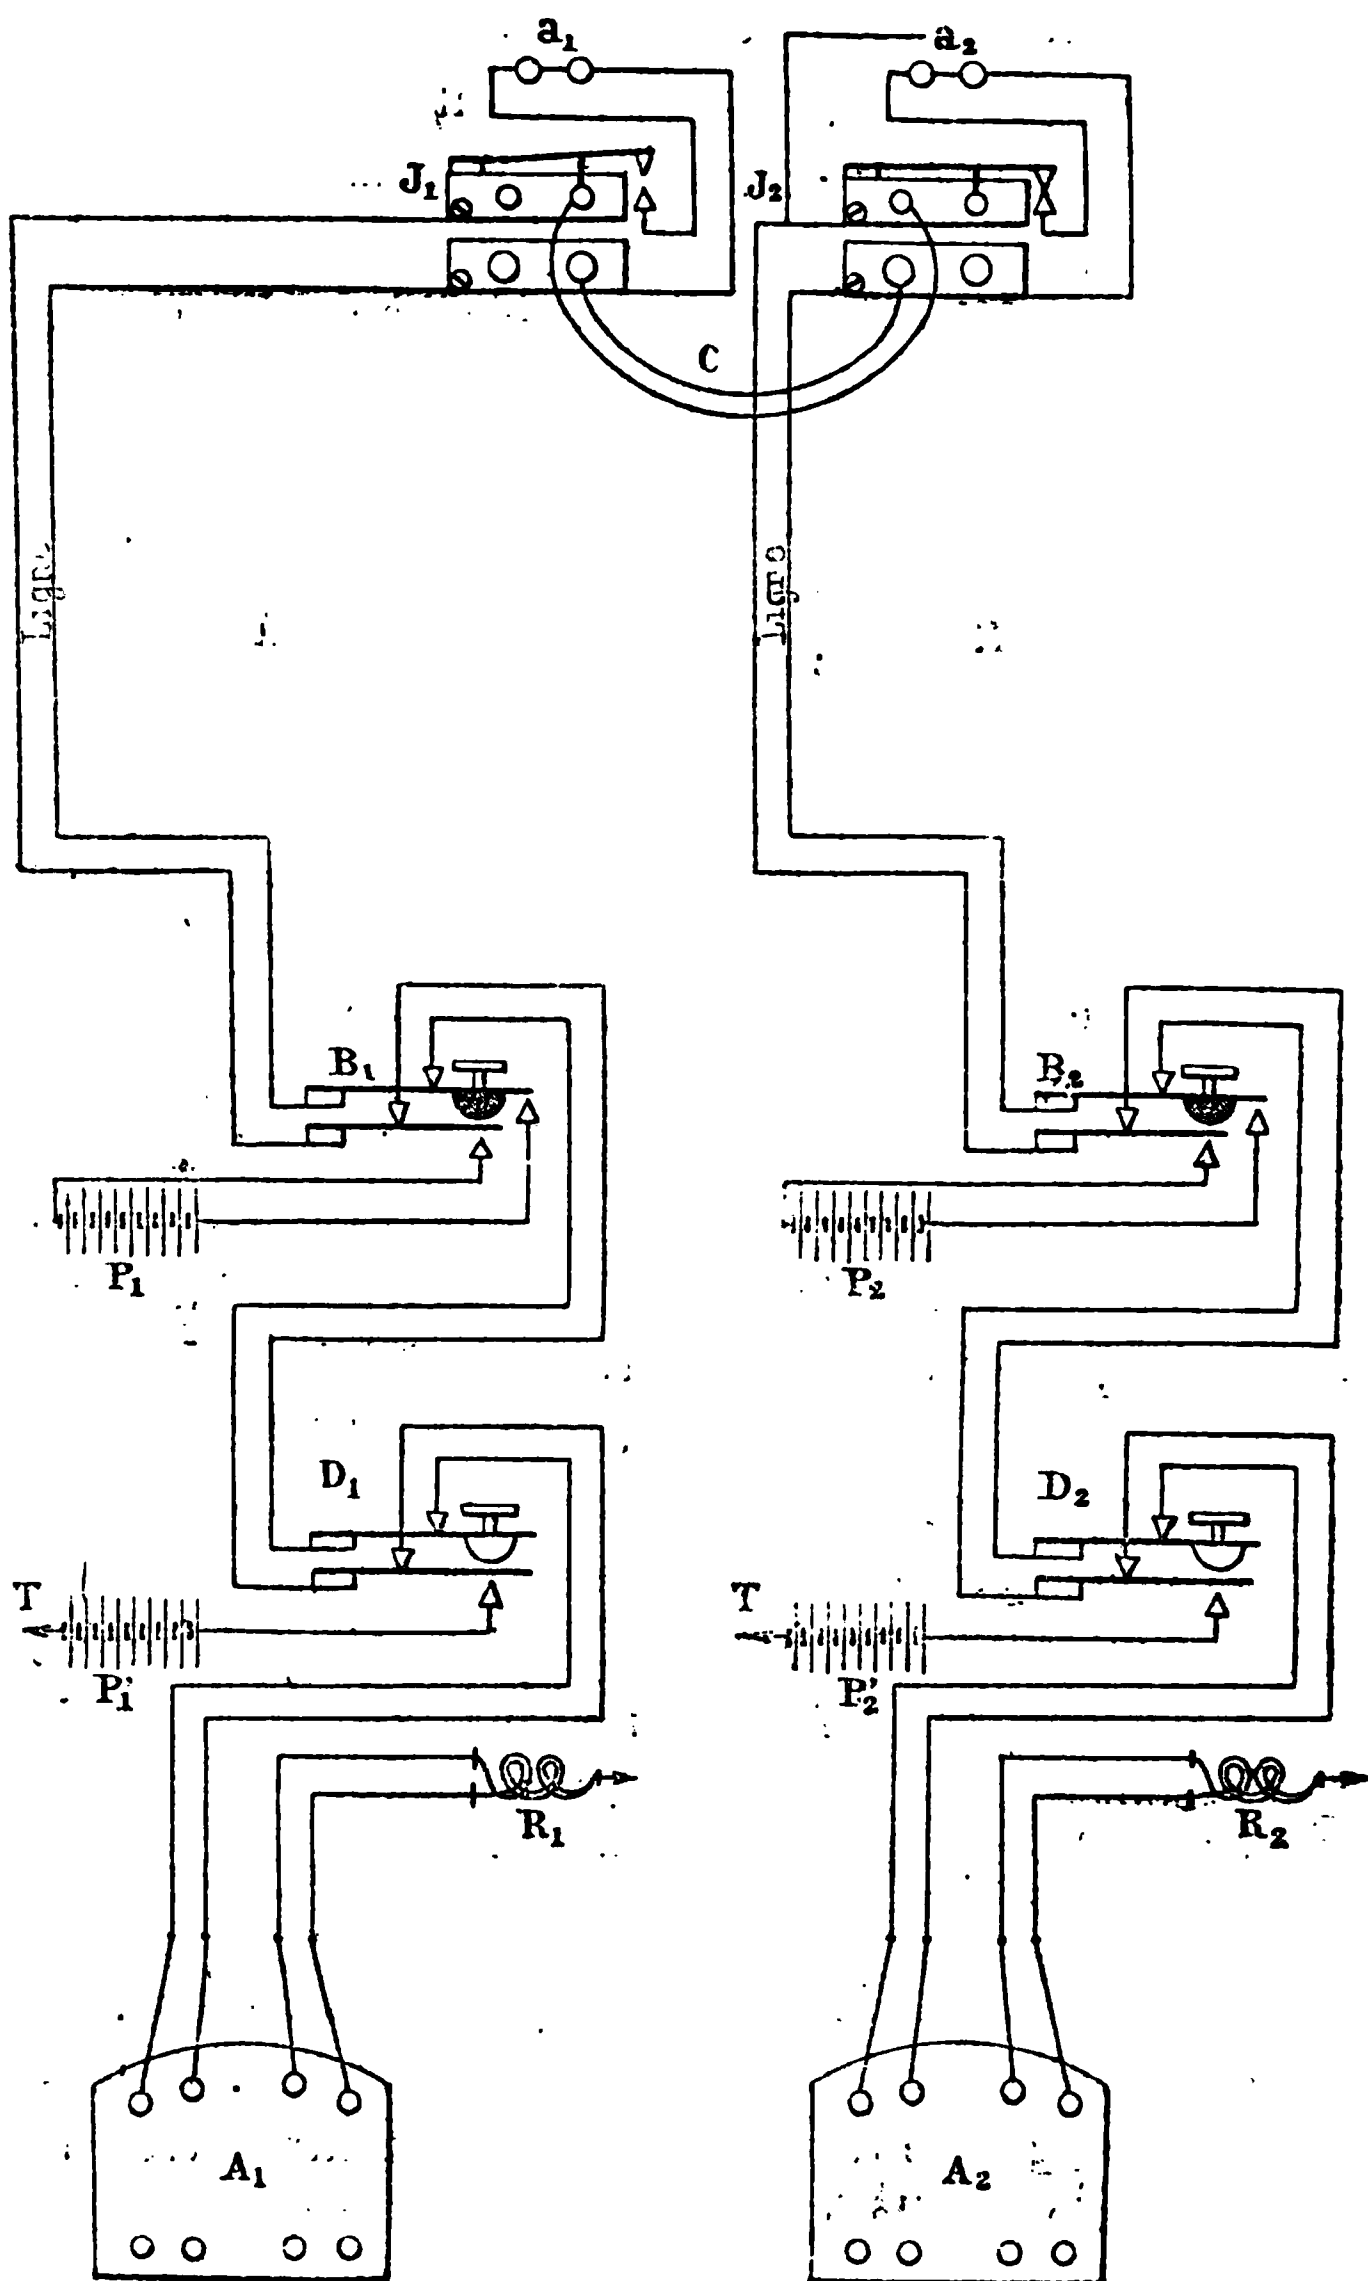 a₁ a₂
J₁ J₂
C
Ligne Ligne
B₁ B₂
P₁ P₂
D₁ D₂
T T
P'₁ P'₂
R₁ R₂
A₁ A₂